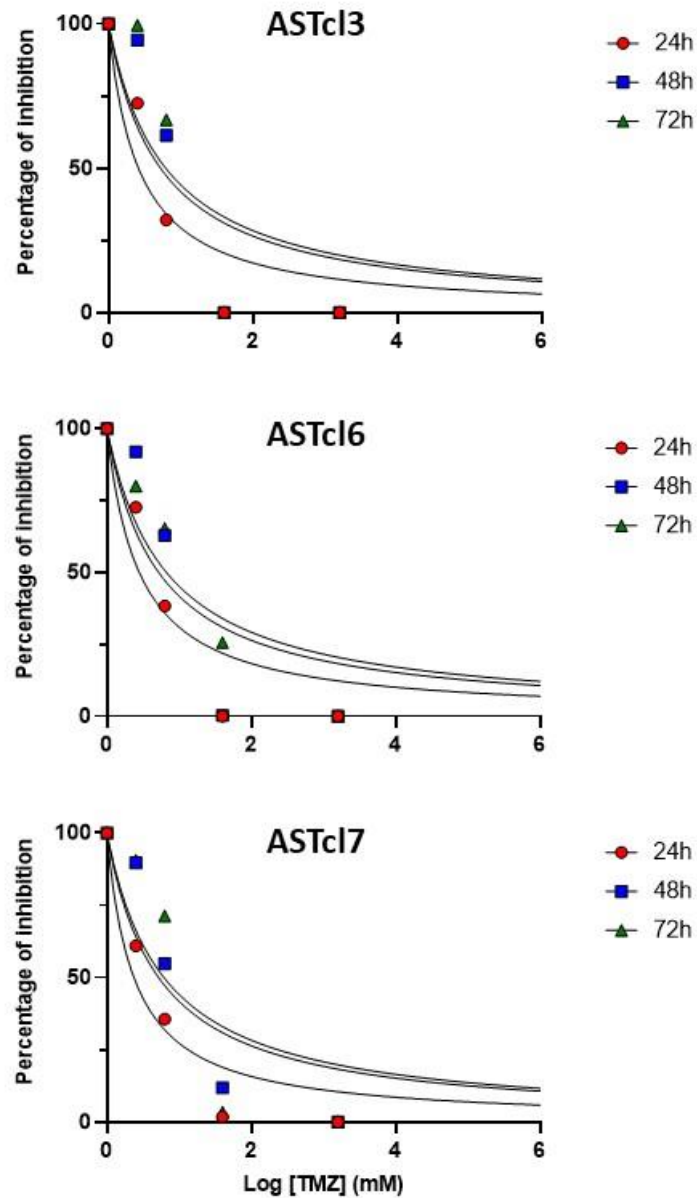 ASTcl3
Percentage of inhibition
100
50
0
0 2 4 6
24h
48h
72h
ASTcl6
Percentage of inhibition
100
50
0
0 2 4 6
24h
48h
72h
ASTcl7
Percentage of inhibition
100
50
0
0 2 4 6
Log [TMZ] (mM)
24h
48h
72h